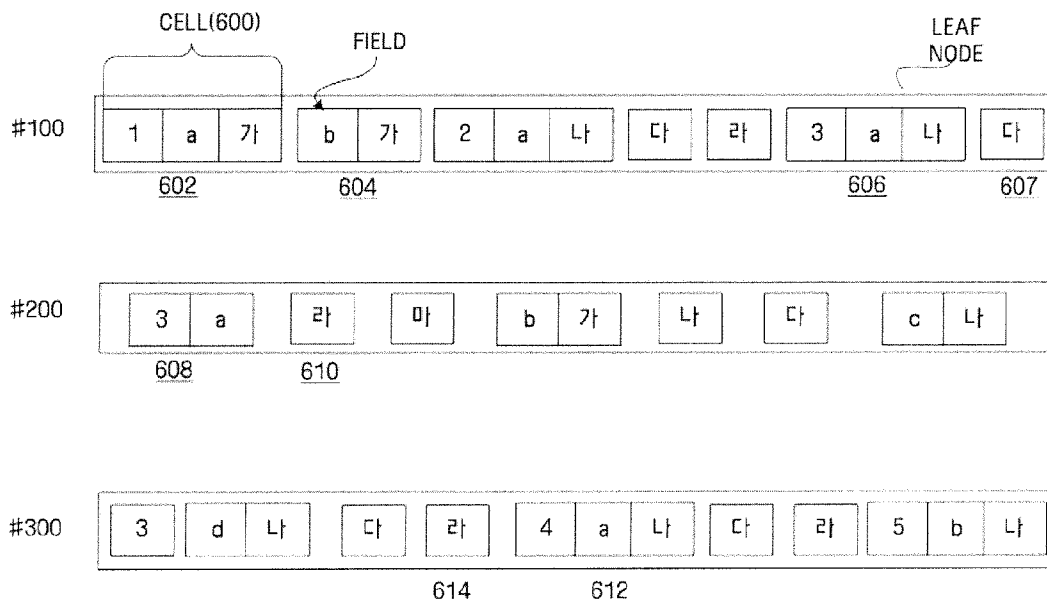 CELL(600)
FIELD
LEAF
NODE
#100 1 a 가 b 가 2 a 나 다 라 3 a 나 다
602 604 606 607
#200 3 a 라 마 b 가 나 다 c 나
608 610
#300 3 d 나 다 라 4 a 나 다 라 5 b 나
614 612